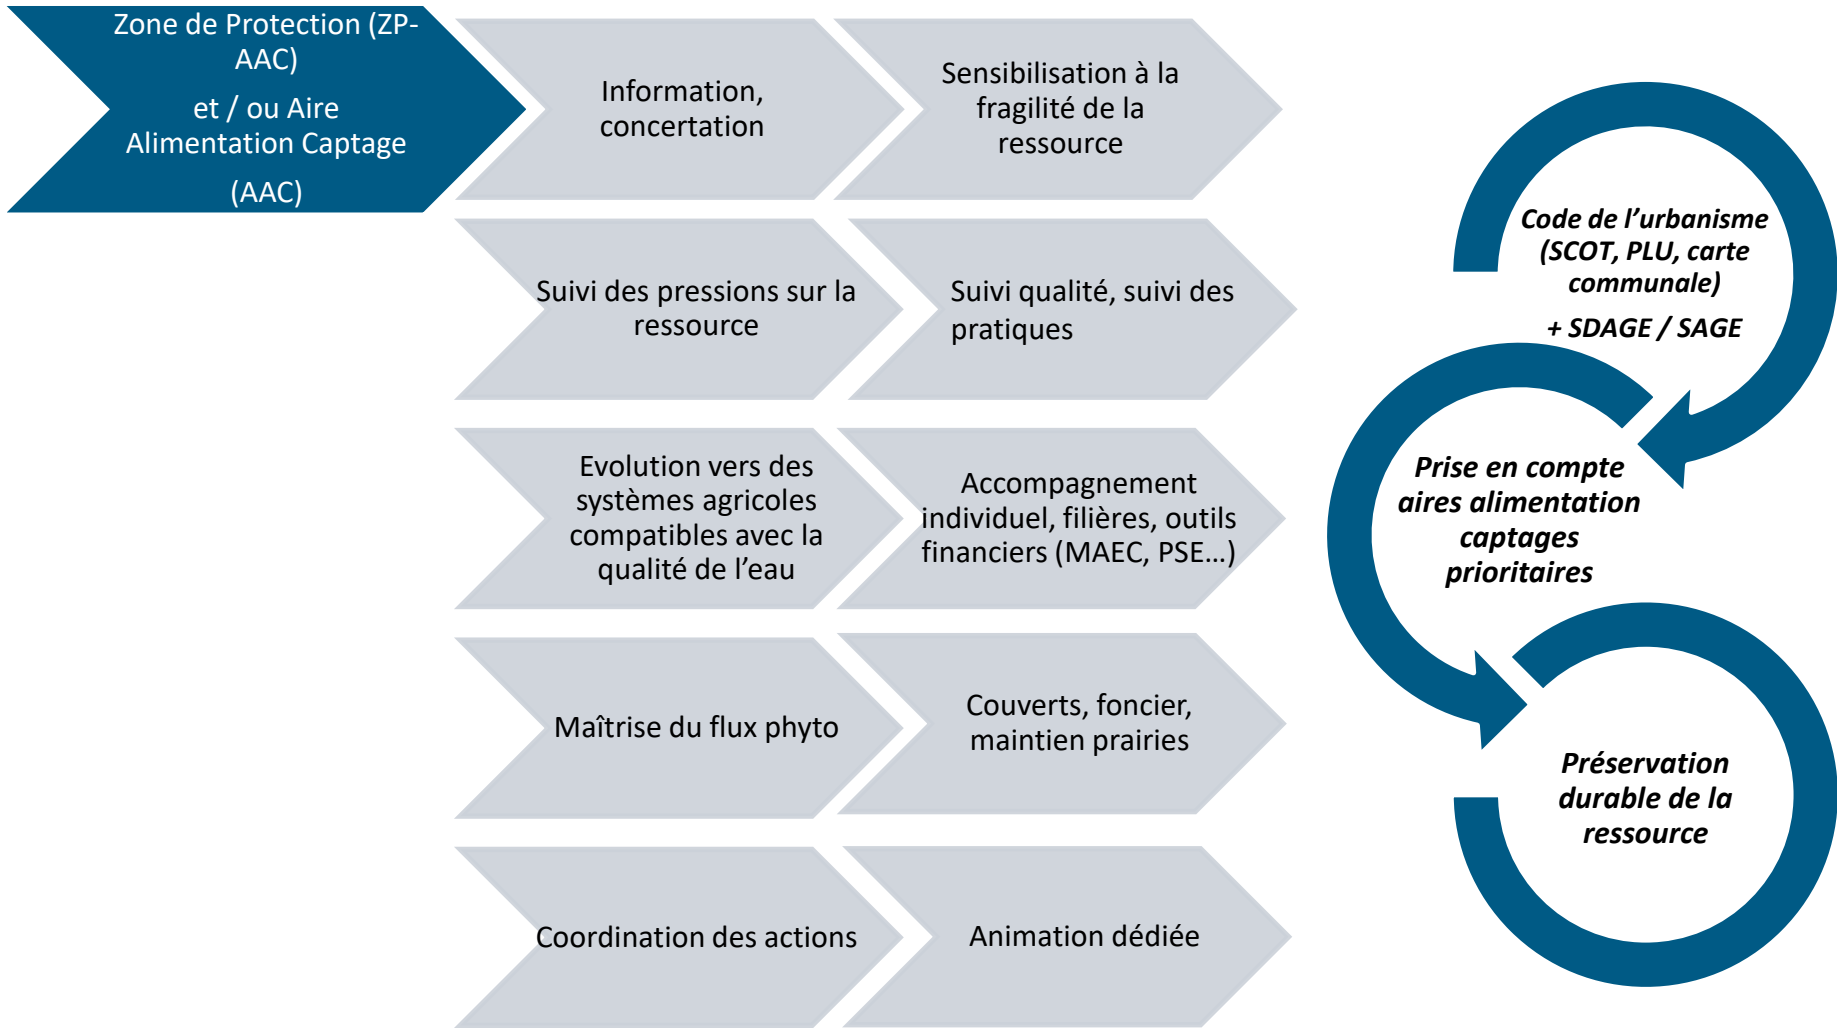 Zone de Protection (ZP-
AAC)
et / ou Aire
Alimentation Captage
(AAC)
Information,
concertation
Sensibilisation à la
fragilité de la
ressource
Suivi des pressions sur la
ressource
Suivi qualité, suivi des
pratiques
Evolution vers des
systèmes agricoles
compatibles avec la
qualité de l’eau
Accompagnement
individuel, filières, outils
financiers (MAEC, PSE…)
Maîtrise du flux phyto
Couverts, foncier,
maintien prairies
Coordination des actions
Animation dédiée
Code de l’urbanisme
(SCOT, PLU, carte
communale)
+ SDAGE / SAGE
Prise en compte
aires alimentation
captages
prioritaires
Préservation
durable de la
ressource